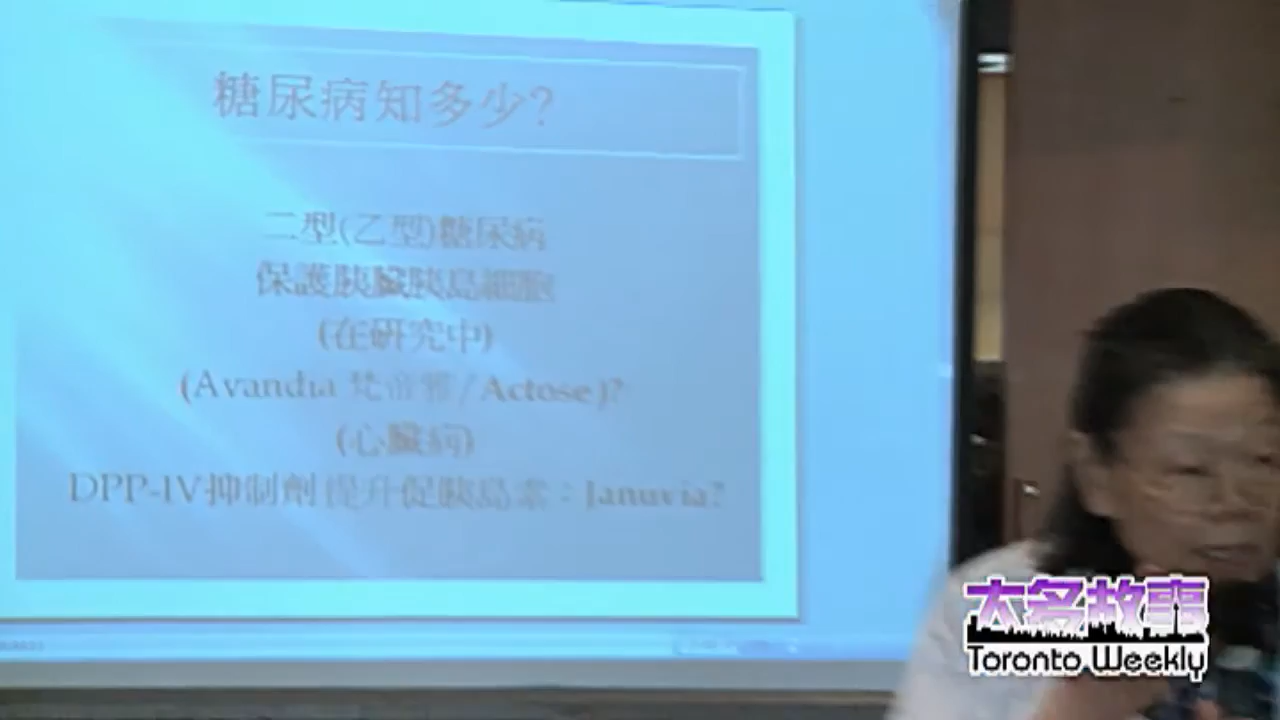 糖尿病知多少?
二型(乙型)糖尿病
保護胰臟胰島細胞
(在研究中)
(Avandia 梵帝雅/Actose)?
(心臟病)
DPP-IV抑制劑 提升促胰島素：Januvia?
大多故事
Toronto Weekly